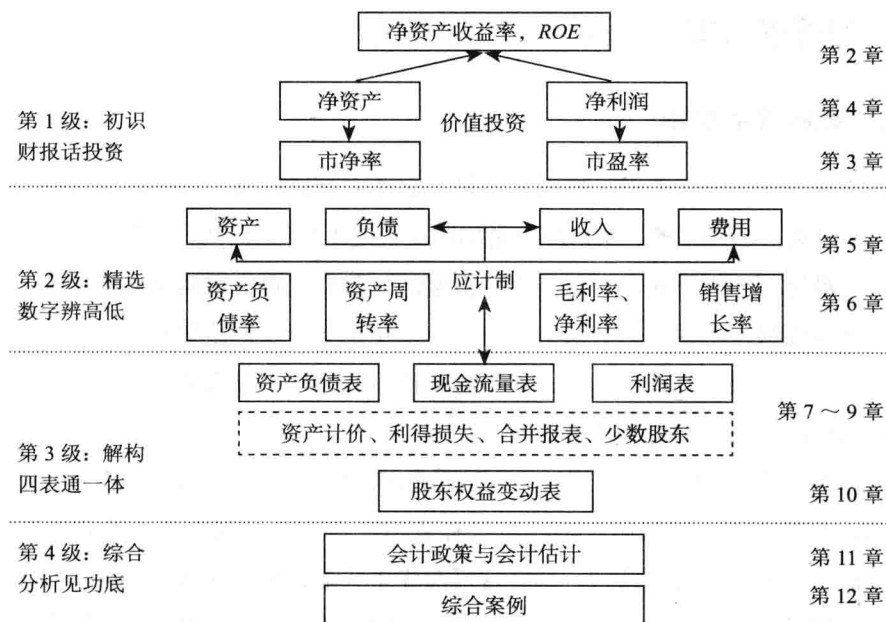 净资产收益率，ROE
第 2 章
净资产
净利润
第 4 章
第 1 级：初识
财报话投资
价值投资
市净率
市盈率
第 3 章
资产
负债
收入
费用
第 5 章
第 2 级：精选
数字辨高低
应计制
资产负
债率
资产周
转率
毛利率、
净利率
销售增
长率
第 6 章
资产负债表
现金流量表
利润表
第 7～9 章
资产计价、利得损失、合并报表、少数股东
第 3 级：解构
四表通一体
股东权益变动表
第 10 章
第 4 级：综合
分析见功底
会计政策与会计估计
第 11 章
综合案例
第 12 章